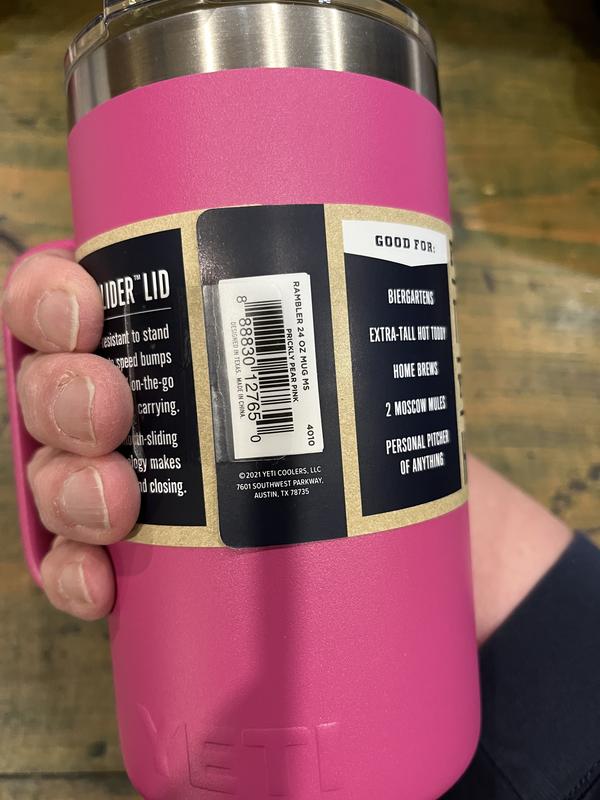 LIDER™ LID
resistant to stand
speed bumps
on-the-go
carrying.
th-sliding
ology makes
nd closing.
RAMBLER 24 OZ MUG MS
PRICKLY PEAR PINK
4010
8 88830 12765 0
DESIGNED IN TEXAS. MADE IN CHINA.
©2021 YETI COOLERS, LLC
7601 SOUTHWEST PARKWAY,
AUSTIN, TX 78735
GOOD FOR:
BIERGARTENS
EXTRA-TALL HOT TODDY
HOME BREWS
2 MOSCOW MULES
PERSONAL PITCHER
OF ANYTHING
YETI